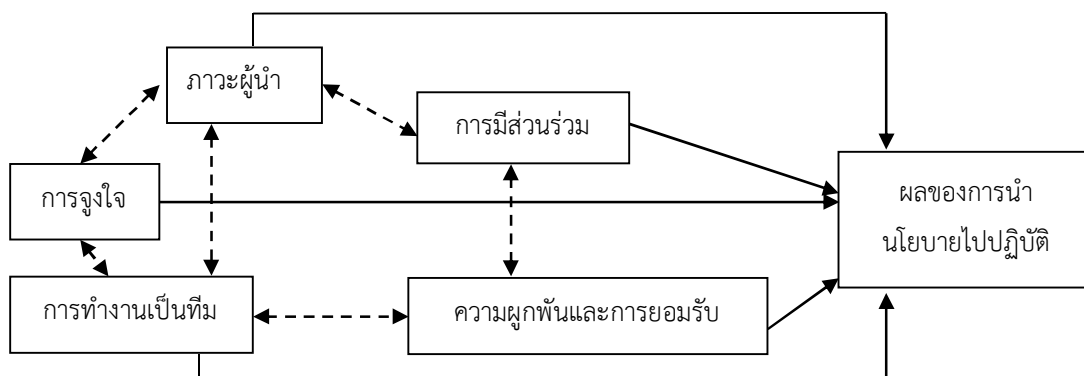 ภาวะผู้นำ
การมีส่วนร่วม
การจูงใจ
ผลของการนำ
นโยบายไปปฏิบัติ
การทำงานเป็นทีม
ความผูกพันและการยอมรับ